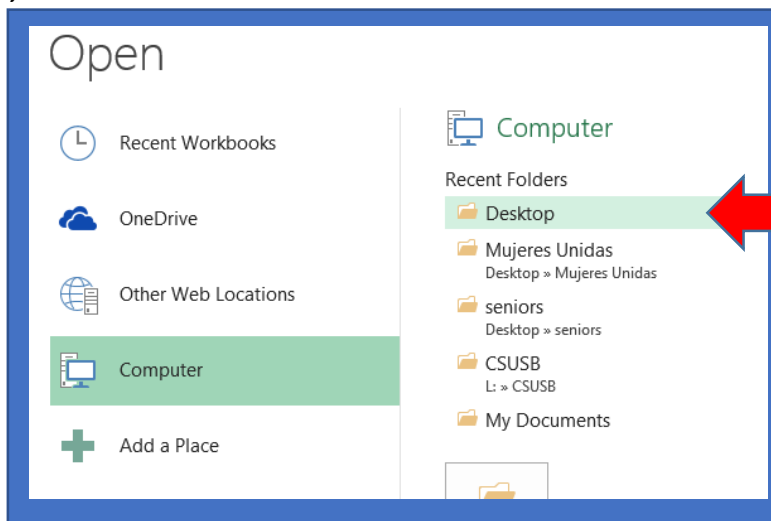 Open
Recent Workbooks
OneDrive
Other Web Locations
Computer
Add a Place
Computer
Recent Folders
Desktop
Mujeres Unidas
Desktop » Mujeres Unidas
seniors
Desktop » seniors
CSUSB
L: » CSUSB
My Documents